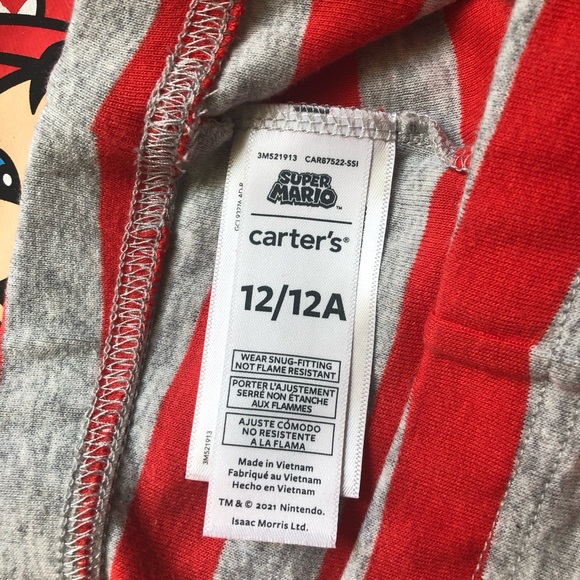 3M521913 CAR87522-SSI
SUPER
MARIO™
carter's®
12/12A
WEAR SNUG-FITTING
NOT FLAME RESISTANT
PORTER L'AJUSTEMENT
SERRÉ NON ÉTANCHE
AUX FLAMMES
AJUSTE CÓMODO
NO RESISTENTE
A LA FLAMA
Made in Vietnam
Fabriqué au Vietnam
Hecho en Vietnam
TM & © 2021 Nintendo.
Isaac Morris Ltd.
3M521913